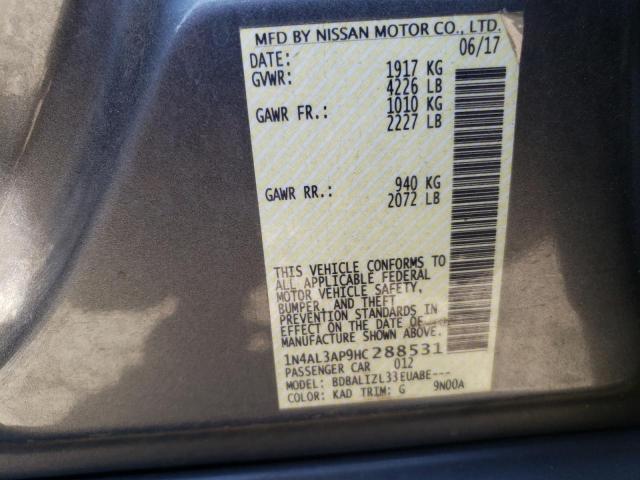 MFD BY NISSAN MOTOR CO., LTD.
DATE: 06/17
GVWR: 1917 KG
4226 LB
GAWR FR.: 1010 KG
2227 LB
GAWR RR.: 940 KG
2072 LB
THIS VEHICLE CONFORMS TO
ALL APPLICABLE FEDERAL
MOTOR VEHICLE SAFETY,
BUMPER, AND THEFT
PREVENTION STANDARDS IN
EFFECT ON THE DATE OF
MANUFACTURE SHOWN ABOVE.
1N4AL3AP9HC288531
PASSENGER CAR 012
MODEL: BDBALIZL33EUABE---
COLOR: KAD TRIM: G 9N00A